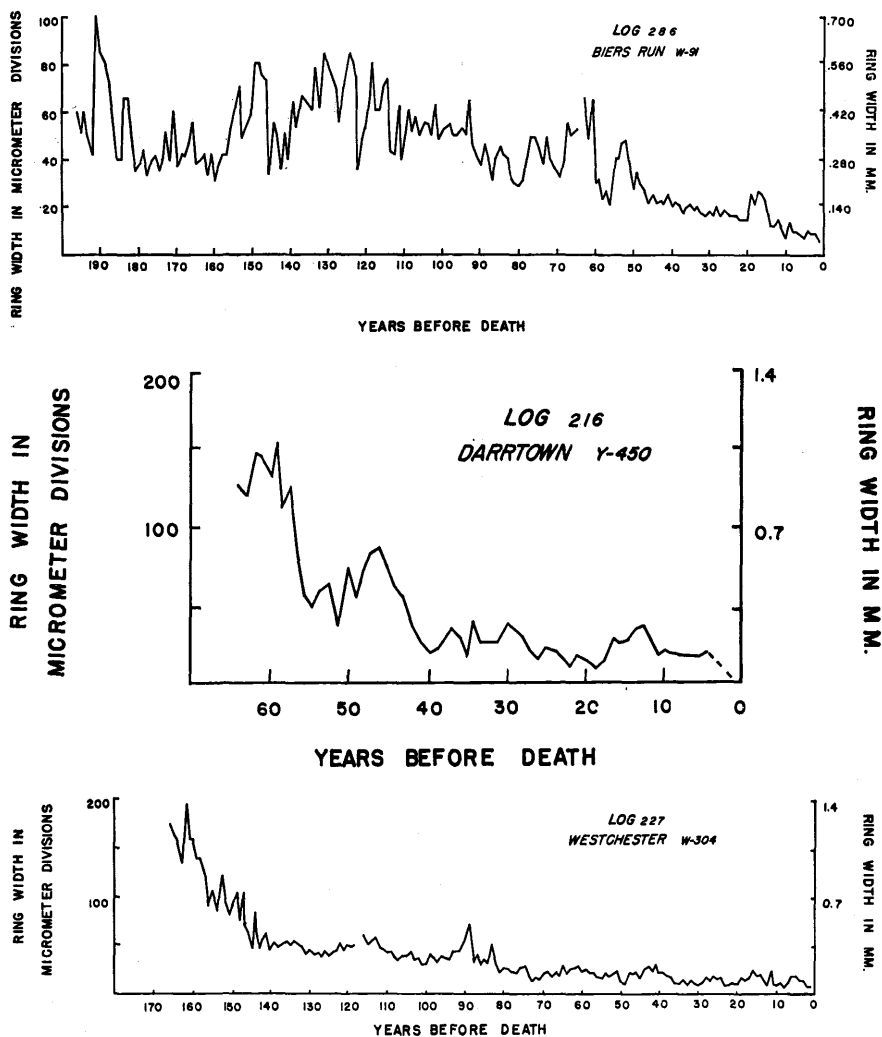 RING WIDTH IN MICROMETER DIVISIONS
100
80
60
40
20
LOG 286
BIERS RUN W-91
.700
.560
.420
.280
.140
RING WIDTH IN MM.
190 180 170 160 150 140 130 120 110 100 90 80 70 60 50 40 30 20 10 0
YEARS BEFORE DEATH
RING WIDTH IN
MICROMETER DIVISIONS
200
100
LOG 216
DARRTOWN Y-450
1.4
0.7
RING WIDTH IN MM.
60 50 40 30 20 10 0
YEARS BEFORE DEATH
RING WIDTH IN
MICROMETER DIVISIONS
200
100
LOG 227
WESTCHESTER W-304
1.4
0.7
RING WIDTH IN MM.
170 160 150 140 130 120 110 100 90 80 70 60 50 40 30 20 10 0
YEARS BEFORE DEATH